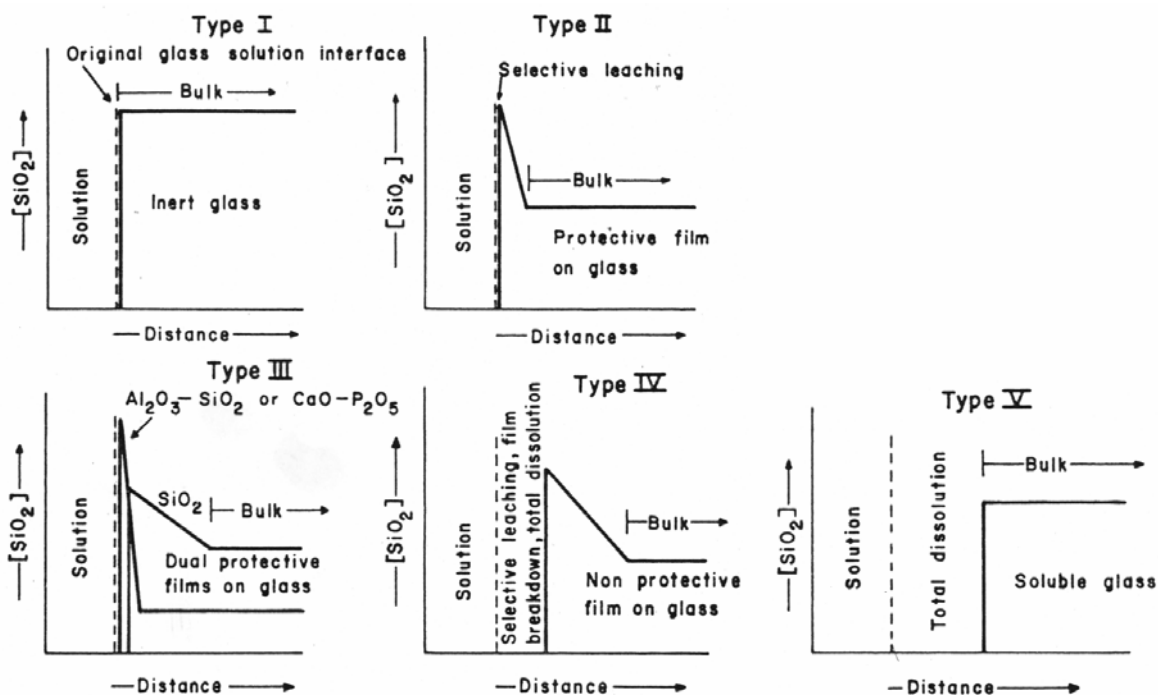 Type I
Original glass solution interface
Bulk
[SiO₂]
Solution
Inert glass
Distance
Type II
Selective leaching
Bulk
[SiO₂]
Solution
Protective film
on glass
Distance
Type III
Al₂O₃–SiO₂ or CaO–P₂O₅
[SiO₂]
Solution
SiO₂
Bulk
Dual protective
films on glass
Distance
Type IV
[SiO₂]
Solution
Selective leaching, film
breakdown, total dissolution
Bulk
Non protective
film on glass
Distance
Type V
[SiO₂]
Solution
Total dissolution
Bulk
Soluble glass
Distance